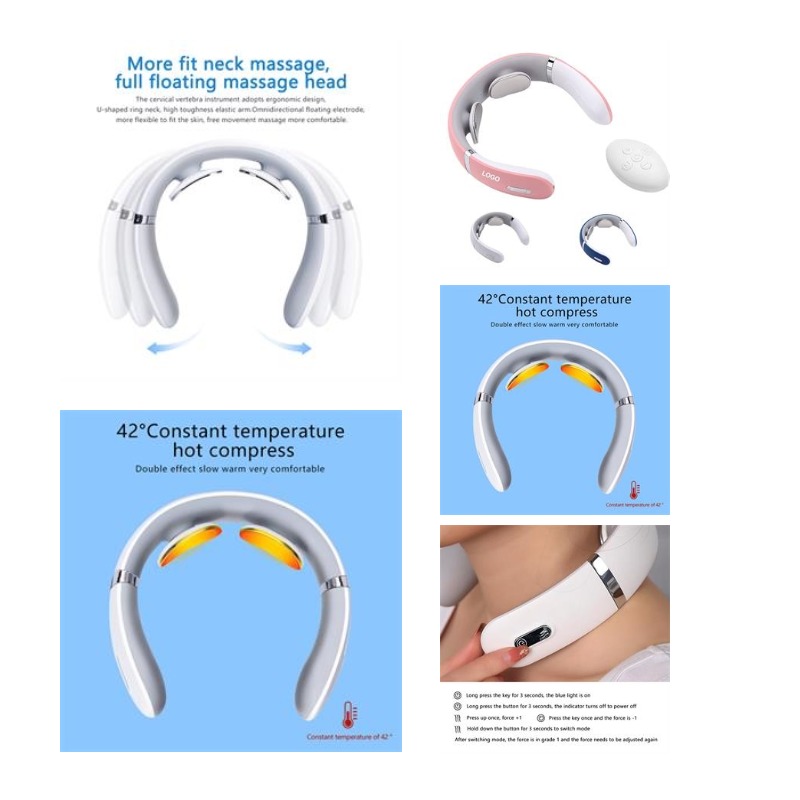 More fit neck massage,
full floating massage head
The cervical vertebra instrument adopts ergonomic design,
U-shaped ring neck, high toughness elastic arm.Omnidirectional floating electrode,
more flexible to fit the skin, free movement massage more comfortable.
LOGO
42°Constant temperature
hot compress
Double effect slow warm very comfortable
Constant temperature of 42 °
42°Constant temperature
hot compress
Double effect slow warm very comfortable
Constant temperature of 42 °
Long press the key for 3 seconds, the blue light is on
Long press the button for 3 seconds, the indicator turns off to power off
Press up once, force +1 Press the key once and the force is -1
Hold down the button for 3 seconds to switch mode
After switching mode, the force is in grade 1 and the force needs to be adjusted again